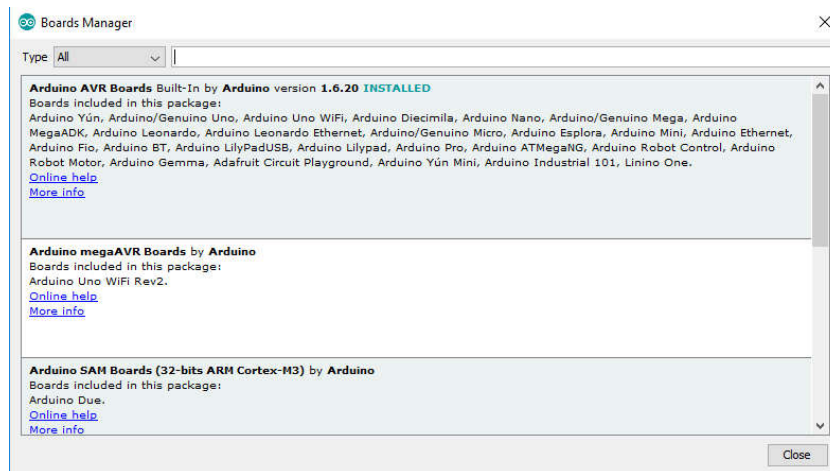 Boards Manager
Type All
Arduino AVR Boards Built-In by Arduino version 1.6.20 INSTALLED
Boards included in this package:
Arduino Yún, Arduino/Genuino Uno, Arduino Uno WiFi, Arduino Diecimila, Arduino Nano, Arduino/Genuino Mega, Arduino
MegaADK, Arduino Leonardo, Arduino Leonardo Ethernet, Arduino/Genuino Micro, Arduino Esplora, Arduino Mini, Arduino Ethernet,
Arduino Fio, Arduino BT, Arduino LilyPadUSB, Arduino Lilypad, Arduino Pro, Arduino ATMegaNG, Arduino Robot Control, Arduino
Robot Motor, Arduino Gemma, Adafruit Circuit Playground, Arduino Yún Mini, Arduino Industrial 101, Linino One.
Online help
More info
Arduino megaAVR Boards by Arduino
Boards included in this package:
Arduino Uno WiFi Rev2.
Online help
More info
Arduino SAM Boards (32-bits ARM Cortex-M3) by Arduino
Boards included in this package:
Arduino Due.
Online help
More info
Close